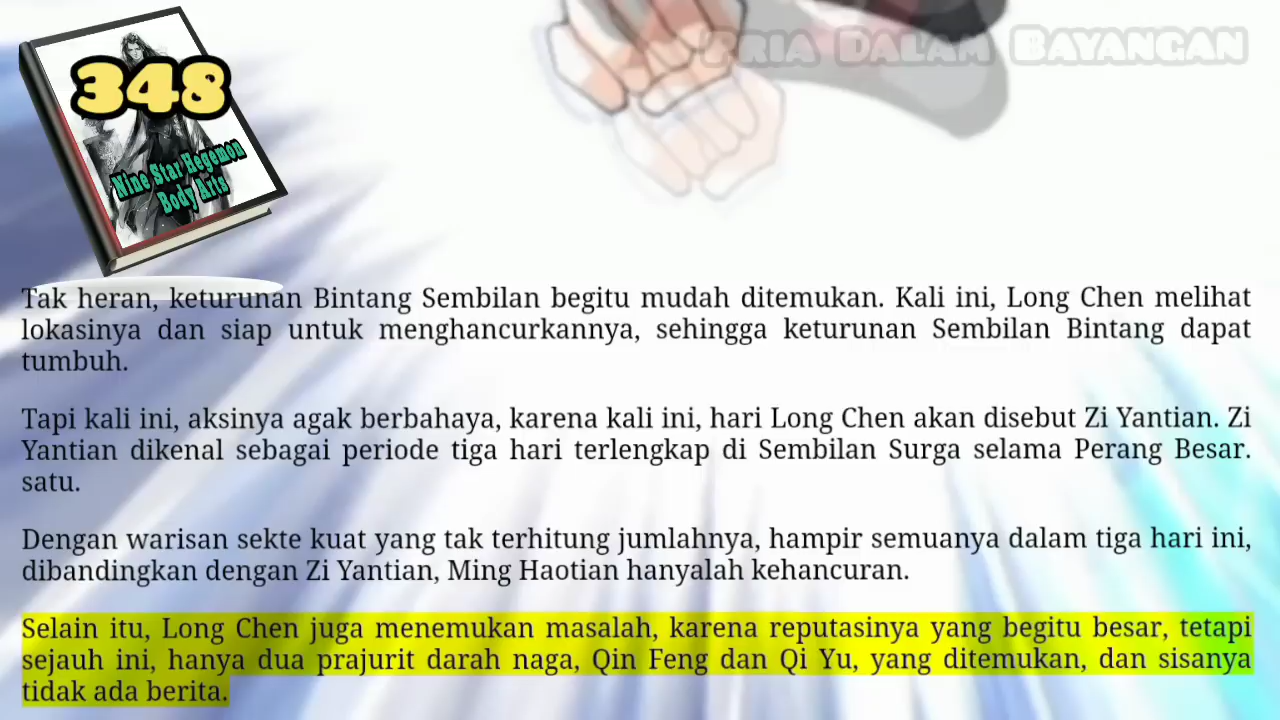 PRIA DALAM BAYANGAN
348
Nine Star Hegemon
Body Arts
Tak heran, keturunan Bintang Sembilan begitu mudah ditemukan. Kali ini, Long Chen melihat
lokasinya dan siap untuk menghancurkannya, sehingga keturunan Sembilan Bintang dapat
tumbuh.
Tapi kali ini, aksinya agak berbahaya, karena kali ini, hari Long Chen akan disebut Zi Yantian. Zi
Yantian dikenal sebagai periode tiga hari terlengkap di Sembilan Surga selama Perang Besar.
satu.
Dengan warisan sekte kuat yang tak terhitung jumlahnya, hampir semuanya dalam tiga hari ini,
dibandingkan dengan Zi Yantian, Ming Haotian hanyalah kehancuran.
Selain itu, Long Chen juga menemukan masalah, karena reputasinya yang begitu besar, tetapi
sejauh ini, hanya dua prajurit darah naga, Qin Feng dan Qi Yu, yang ditemukan, dan sisanya
tidak ada berita.